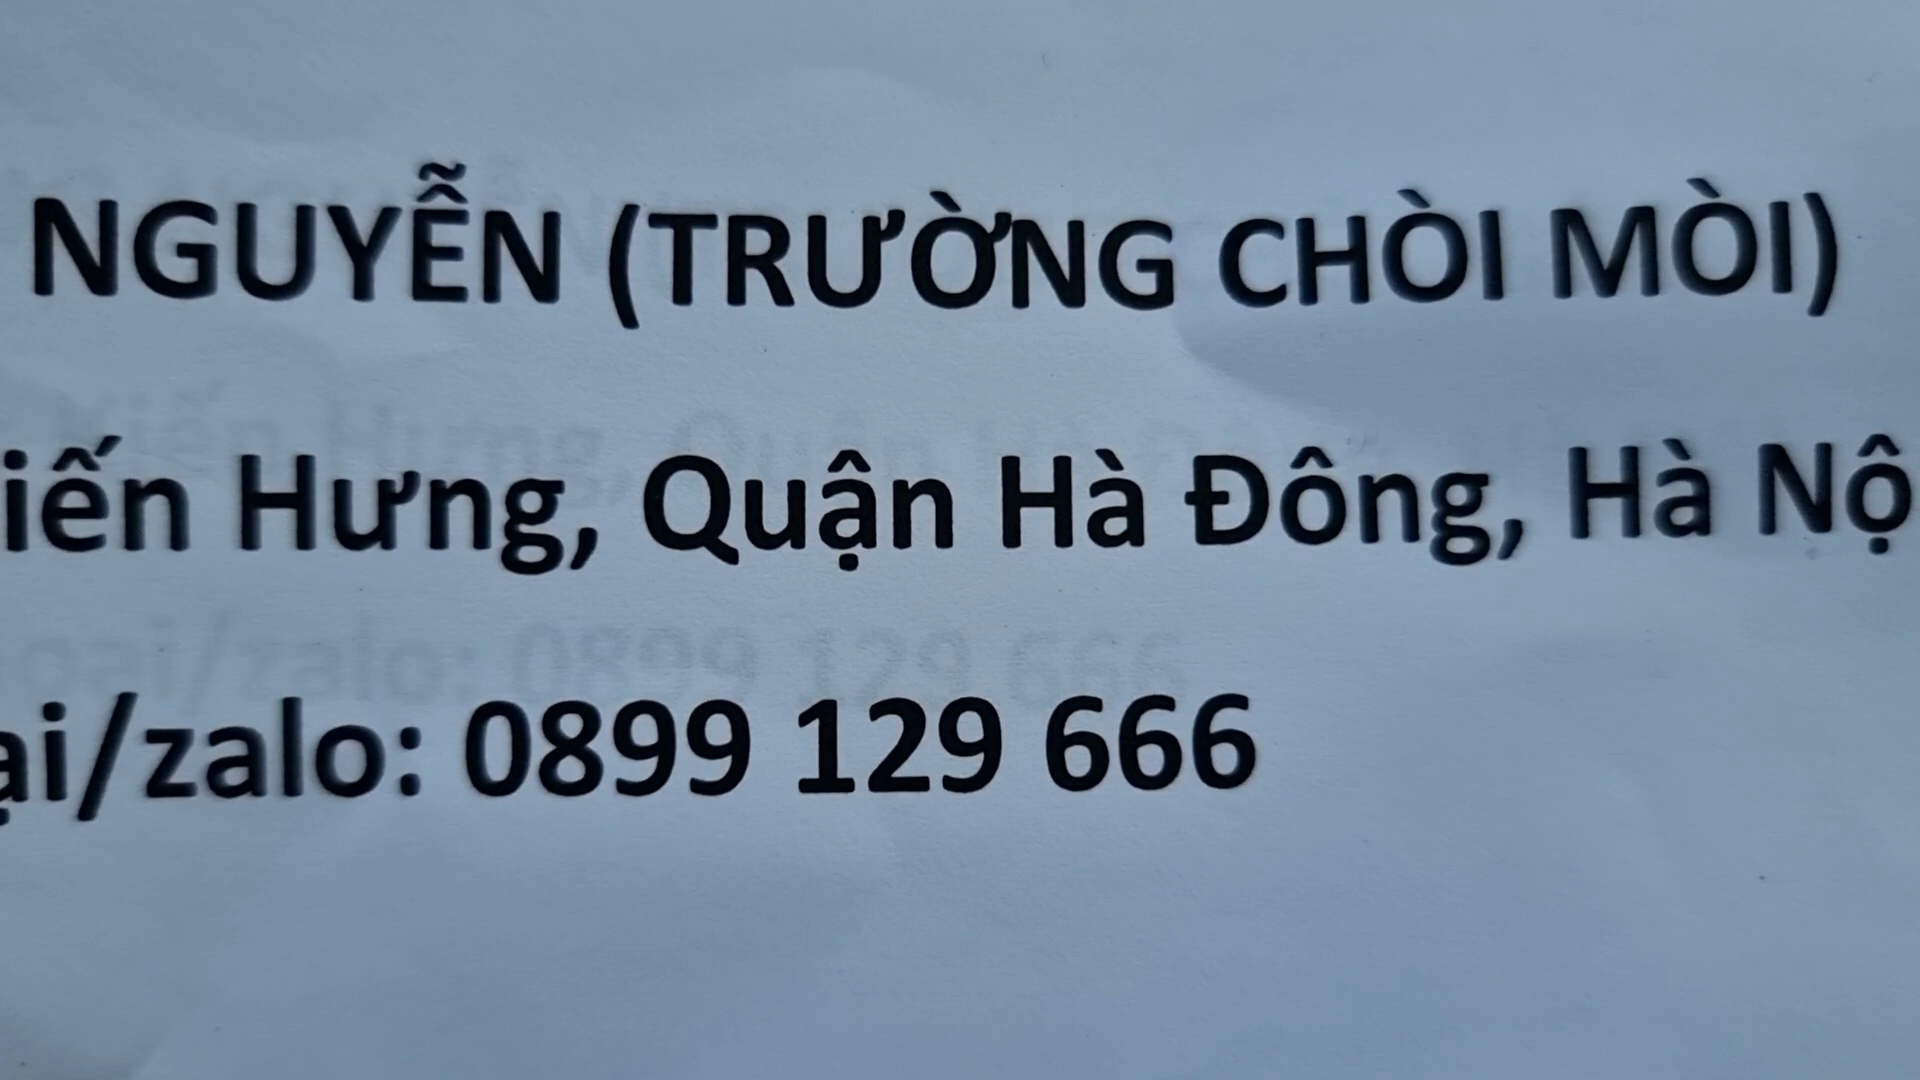 NGUYỄN (TRƯỜNG CHÒI MÒI)
iến Hưng, Quận Hà Đông, Hà Nộ
ại/zalo: 0899 129 666